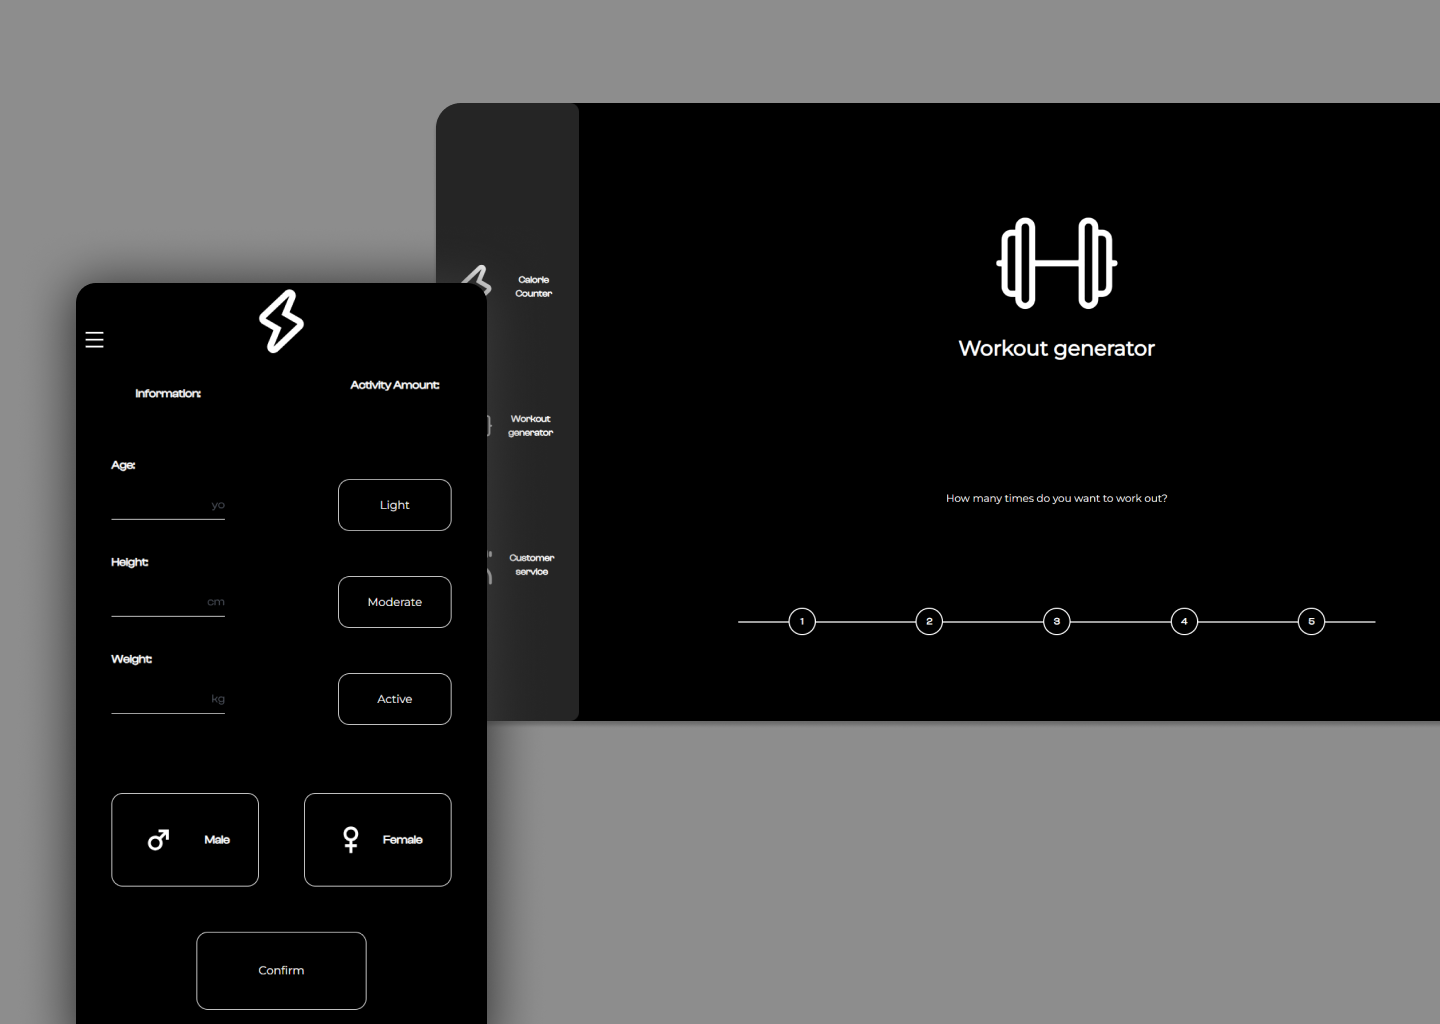 Calorie
Counter
Workout
generator
Customer
service
Workout generator
How many times do you want to work out?
1 2 3 4 5
Information:
Activity Amount:
Age:
yo
Light
Height:
cm
Moderate
Weight:
kg
Active
Male
Female
Confirm